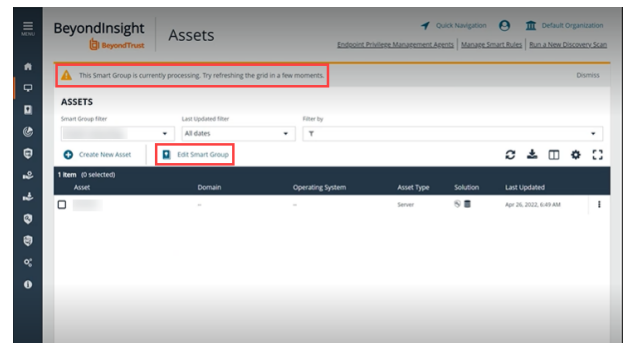 MENU
BeyondInsight
BeyondTrust
Assets
Quick Navigation
Default Organization
Endpoint Privilege Management Agents
Manage Smart Rules
Run a New Discovery Scan
This Smart Group is currently processing. Try refreshing the grid in a few moments.
Dismiss
ASSETS
Smart Group filter
Last Updated filter
Filter by
All dates
Create New Asset
Edit Smart Group
1 item (0 selected)
Asset Domain Operating System Asset Type Solution Last Updated
-- -- Server Apr 26, 2022, 6:49 AM